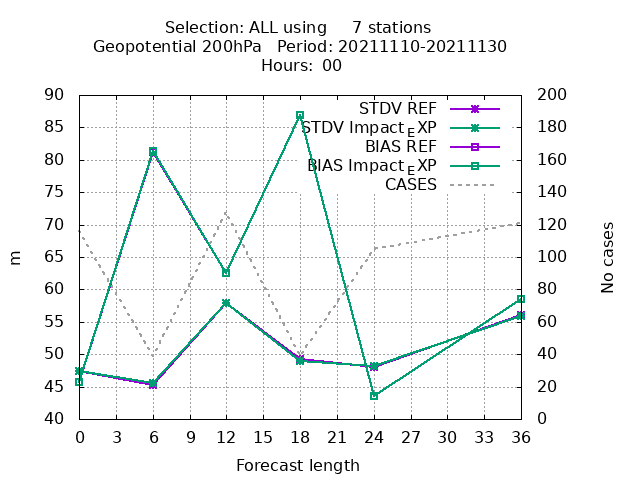 Selection: ALL using     7 stations
Geopotential 200hPa   Period: 20211110-20211130
Hours: 00
90
85
80
75
70
65
60
55
50
45
40
m
200
180
160
140
120
100
80
60
40
20
0
No cases
STDV REF
STDV Impact_EXP
BIAS REF
BIAS Impact_EXP
CASES
0 3 6 9 12 15 18 21 24 27 30 33 36
Forecast length